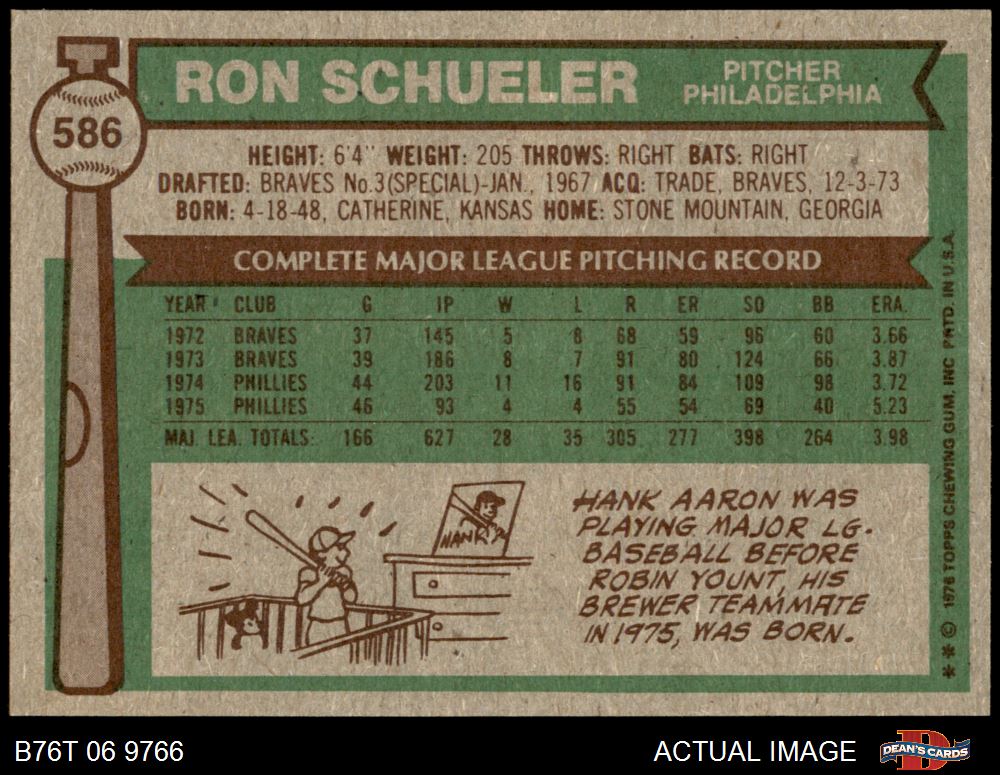 RON SCHUELER
PITCHER
PHILADELPHIA
586
HEIGHT: 6'4" WEIGHT: 205 THROWS: RIGHT BATS: RIGHT
DRAFTED: BRAVES No.3(SPECIAL)-JAN., 1967 ACQ: TRADE, BRAVES, 12-3-73
BORN: 4-18-48, CATHERINE, KANSAS HOME: STONE MOUNTAIN, GEORGIA
COMPLETE MAJOR LEAGUE PITCHING RECORD
YEAR CLUB G IP W L R ER SO BB ERA.
1972 BRAVES 37 145 5 8 68 59 96 60 3.66
1973 BRAVES 39 186 8 7 91 80 124 66 3.87
1974 PHILLIES 44 203 11 16 91 84 109 98 3.72
1975 PHILLIES 46 93 4 4 55 54 69 40 5.23
MAJ. LEA. TOTALS: 166 627 28 35 305 277 398 264 3.98
HANK A
HANK AARON WAS
PLAYING MAJOR LG.
BASEBALL BEFORE
ROBIN YOUNT, HIS
BREWER TEAMMATE
IN 1975, WAS BORN.
* * © 1976 TOPPS CHEWING GUM, INC PRTD. IN U.S.A.
B76T 06 9766
ACTUAL IMAGE
D
DEAN'S CARDS